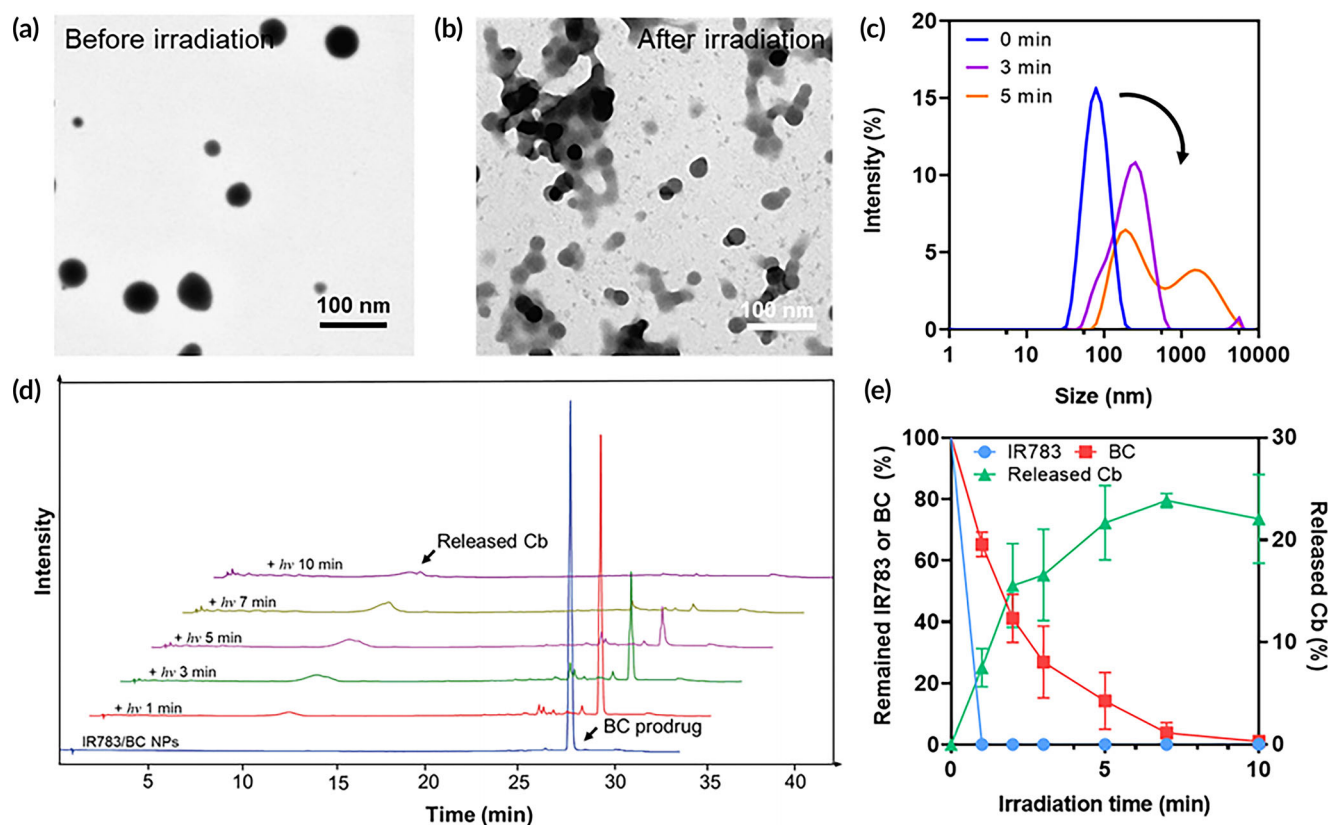 (a)
Before irradiation
100 nm
(b)
After irradiation
100 nm
(c)
0 min
3 min
5 min
Intensity (%)
20
15
10
5
0
1
10
100
1000
10000
Size (nm)
(d)
Intensity
+ hv 10 min
Released Cb
+ hv 7 min
+ hv 5 min
+ hv 3 min
+ hv 1 min
IR783/BC NPs
BC prodrug
5
10
15
20
25
30
35
40
Time (min)
(e)
IR783
BC
Released Cb
Remained IR783 or BC (%)
100
80
60
40
20
0
Released Cb (%)
30
20
10
0
0
5
10
Irradiation time (min)